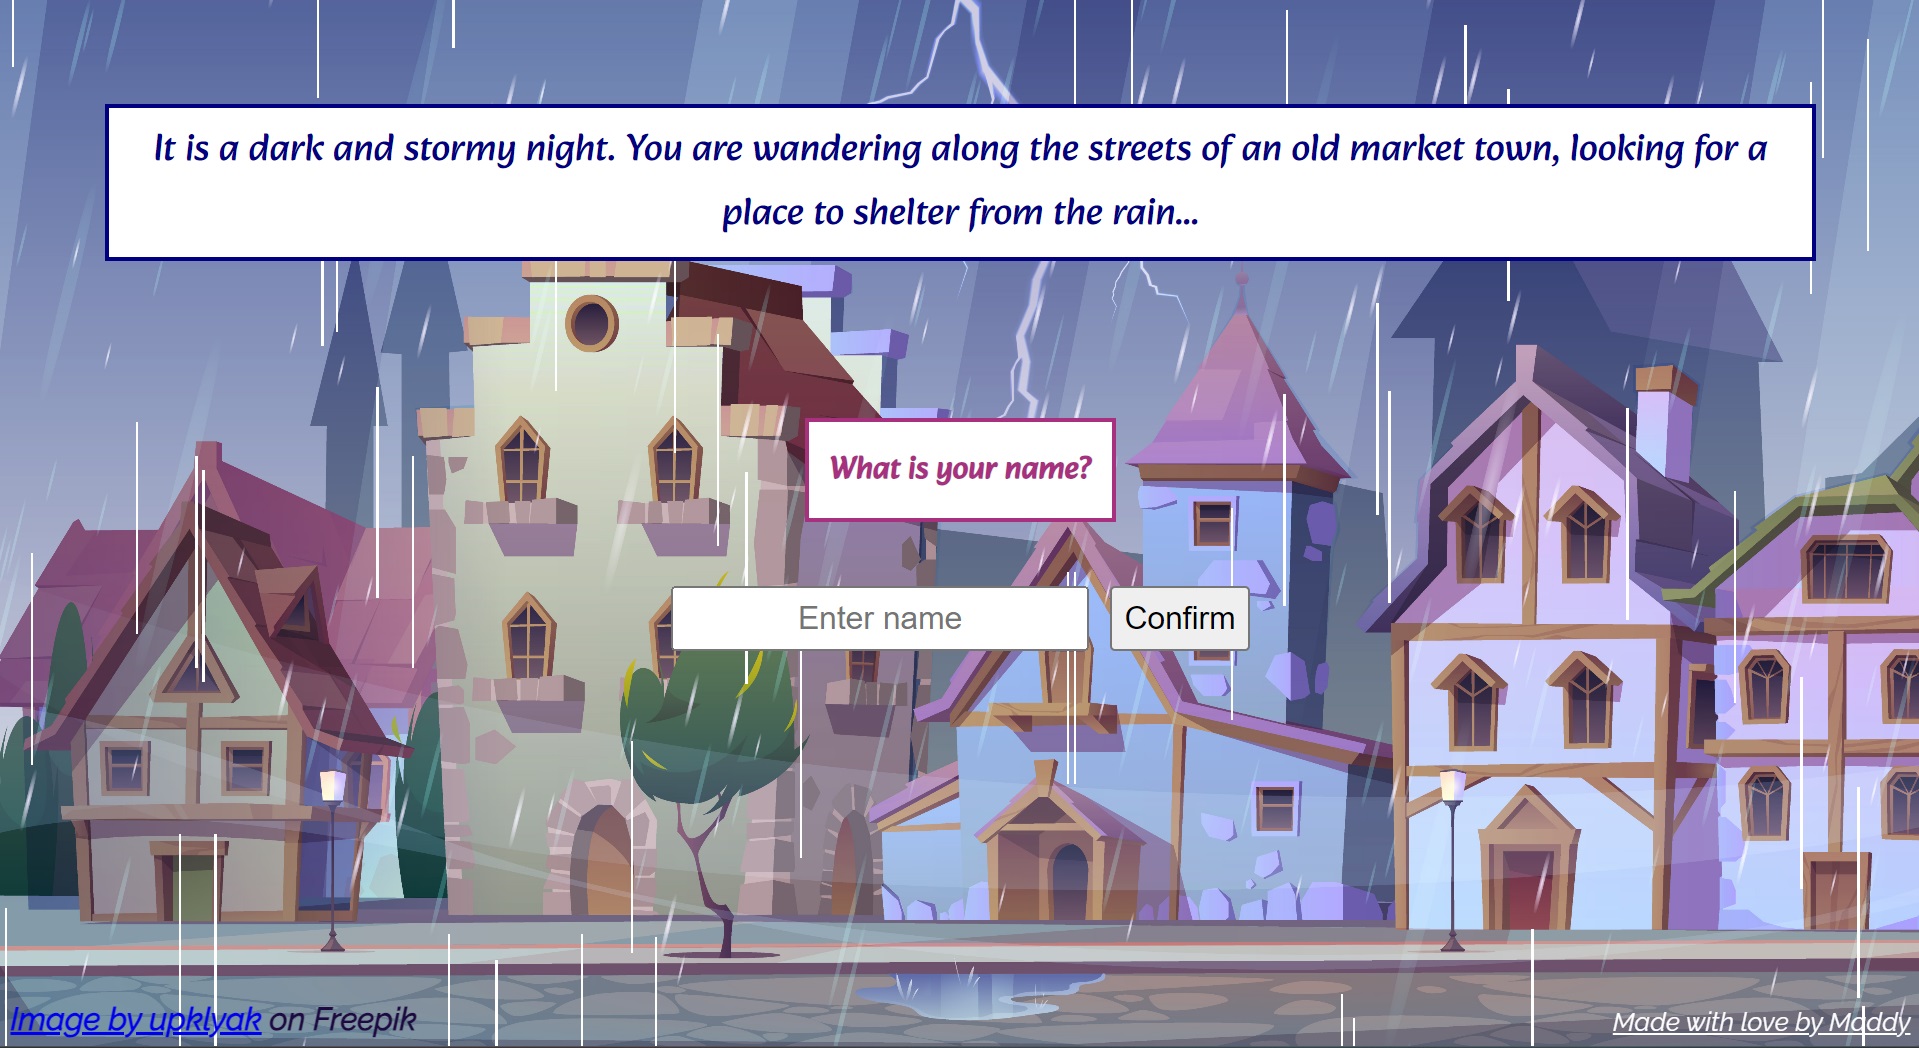 It is a dark and stormy night. You are wandering along the streets of an old market town, looking for a
place to shelter from the rain...
What is your name?
Enter name
Confirm
Image by upklyak on Freepik
Made with love by Maddy